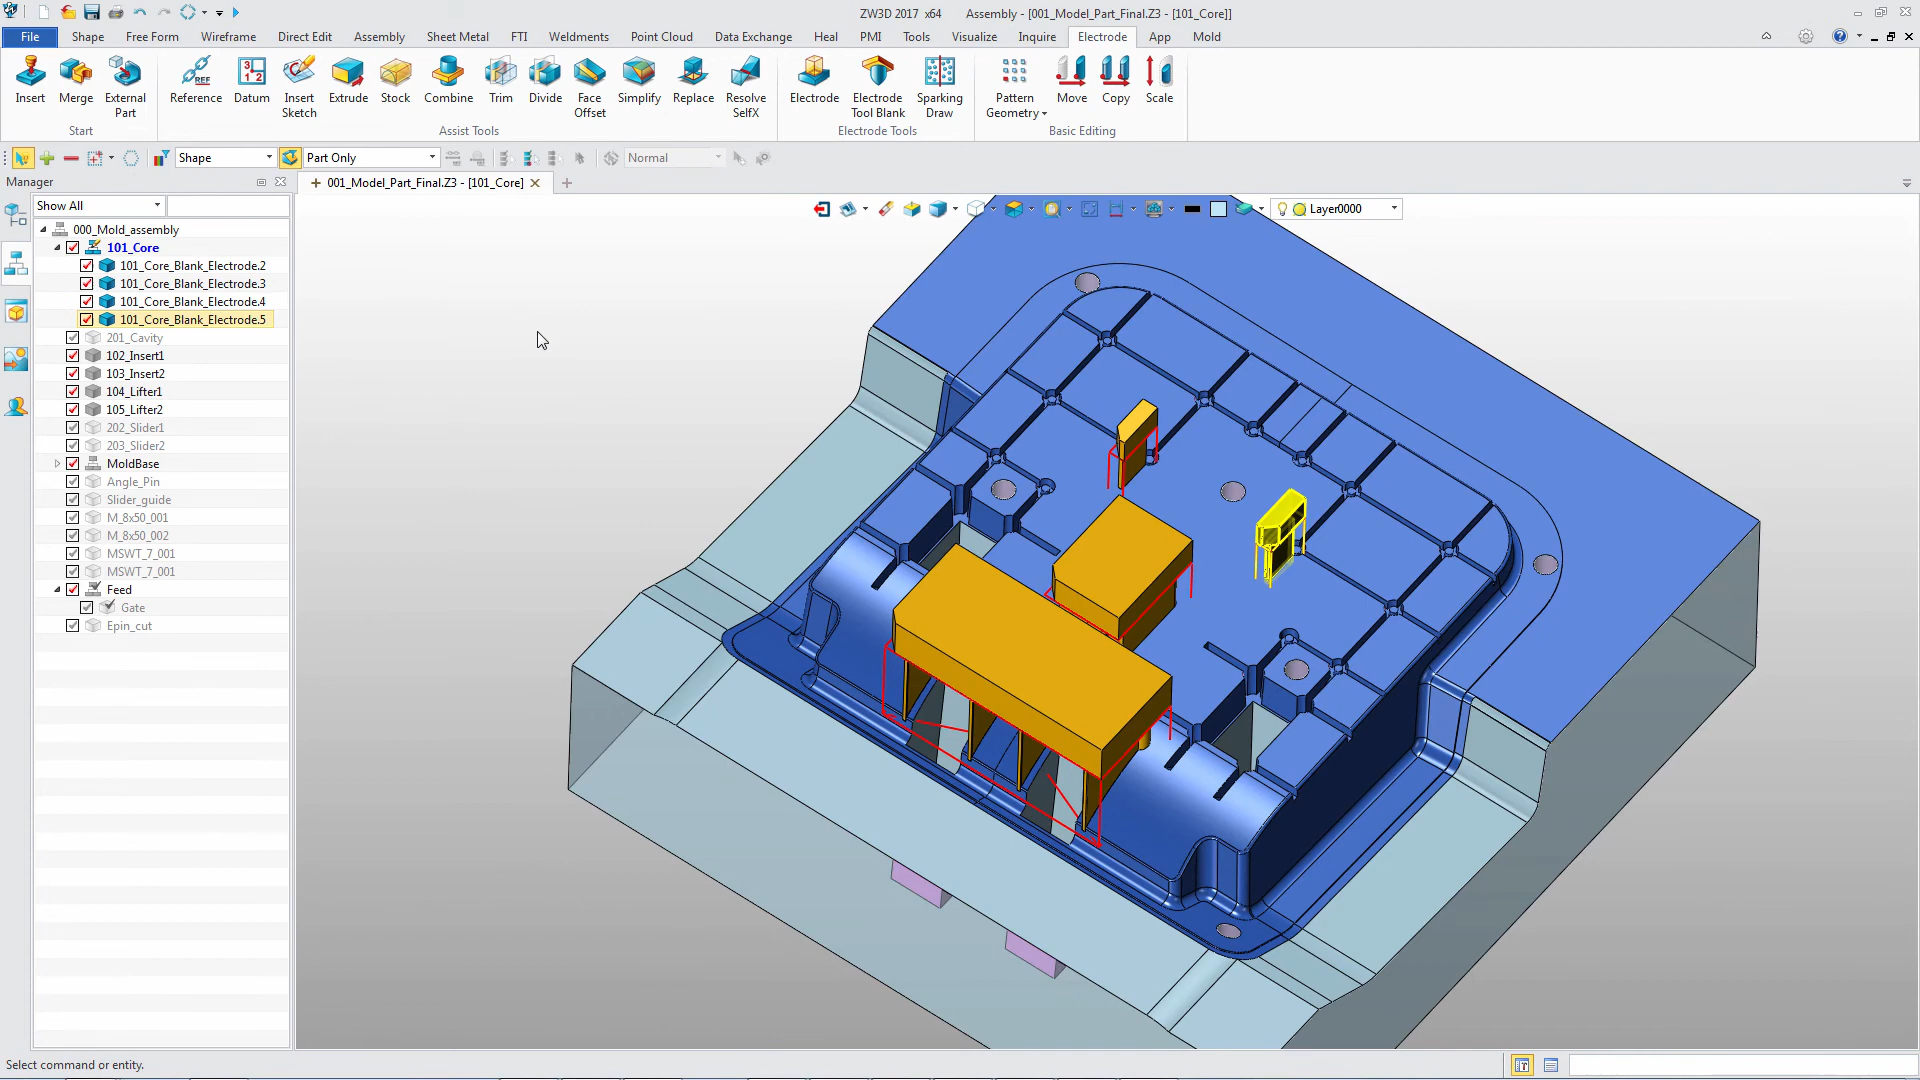 ZW3D 2017 x64 Assembly - [001_Model_Part_Final.Z3 - [101_Core]]
File Shape Free Form Wireframe Direct Edit Assembly Sheet Metal FTI Weldments Point Cloud Data Exchange Heal PMI Tools Visualize Inquire Electrode App Mold
Insert Merge External Part Reference Datum Insert Sketch Extrude Stock Combine Trim Divide Face Offset Simplify Replace Resolve SelfX Electrode Electrode Tool Blank Sparking Draw Pattern Geometry Move Copy Scale
Start Assist Tools Electrode Tools Basic Editing
Shape Part Only Normal
Manager
001_Model_Part_Final.Z3 - [101_Core]
Show All
Layer0000
000_Mold_assembly
101_Core
101_Core_Blank_Electrode.2
101_Core_Blank_Electrode.3
101_Core_Blank_Electrode.4
101_Core_Blank_Electrode.5
201_Cavity
102_Insert1
103_Insert2
104_Lifter1
105_Lifter2
202_Slider1
203_Slider2
MoldBase
Angle_Pin
Slider_guide
M_8x50_001
M_8x50_002
MSWT_7_001
MSWT_7_001
Feed
Gate
Epin_cut
Select command or entity.